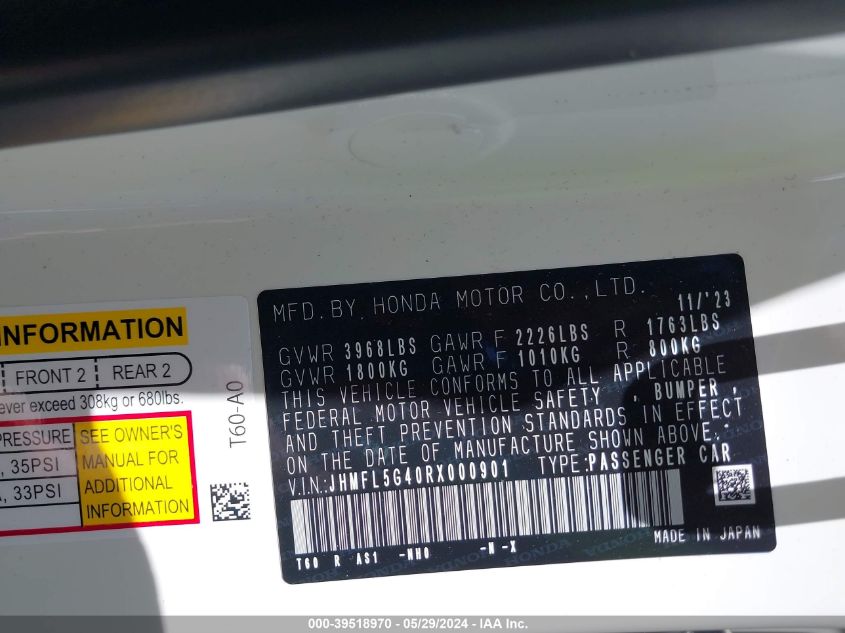 INFORMATION
FRONT 2 REAR 2
ever exceed 308kg or 680lbs.
PRESSURE SEE OWNER'S
MANUAL FOR
ADDITIONAL
INFORMATION
, 35PSI
, 33PSI
T60-A0
MFD. BY HONDA MOTOR CO.,LTD. 11/'23
GVWR 3968LBS GAWR F 2226LBS R 1763LBS
GVWR 1800KG GAWR F 1010KG R 800KG
THIS VEHICLE CONFORMS TO ALL APPLICABLE
FEDERAL MOTOR VEHICLE SAFETY , BUMPER ,
AND THEFT PREVENTION STANDARDS IN EFFECT
ON THE DATE OF MANUFACTURE SHOWN ABOVE.
VIN:JHMFL5G40RX000901 TYPE:PASSENGER CAR
MADE IN JAPAN
T60 R AS1 -NH0 -N -X
000-39518970 - 05/29/2024 - IAA Inc.